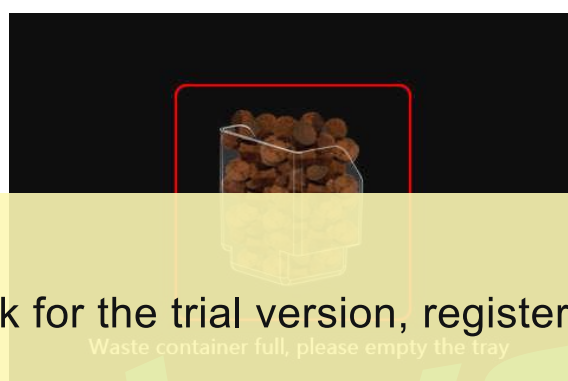 k for the trial version, register
Waste container full, please empty the tray